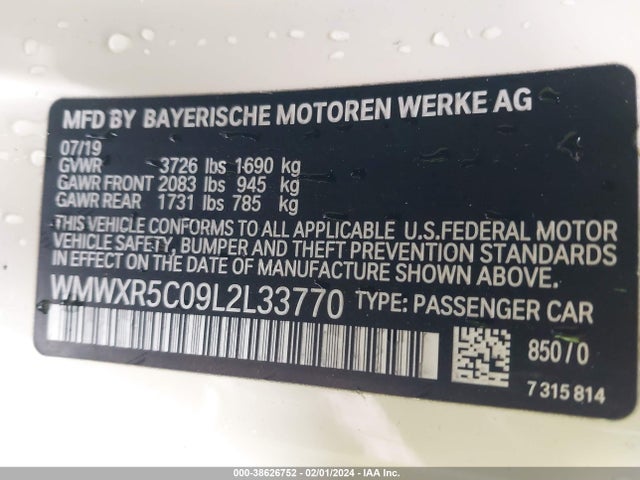 MFD BY BAYERISCHE MOTOREN WERKE AG
07/19
GVWR 3726 lbs 1690 kg
GAWR FRONT 2083 lbs 945 kg
GAWR REAR 1731 lbs 785 kg
THIS VEHICLE CONFORMS TO ALL APPLICABLE U.S.FEDERAL MOTOR
VEHICLE SAFETY, BUMPER AND THEFT PREVENTION STANDARDS
IN EFFECT ON THE DATE OF MANUFACTURE SHOWN ABOVE.
WMWXR5C09L2L33770 TYPE: PASSENGER CAR
850/0
7 315 814
000-38626752 - 02/01/2024 - IAA Inc.